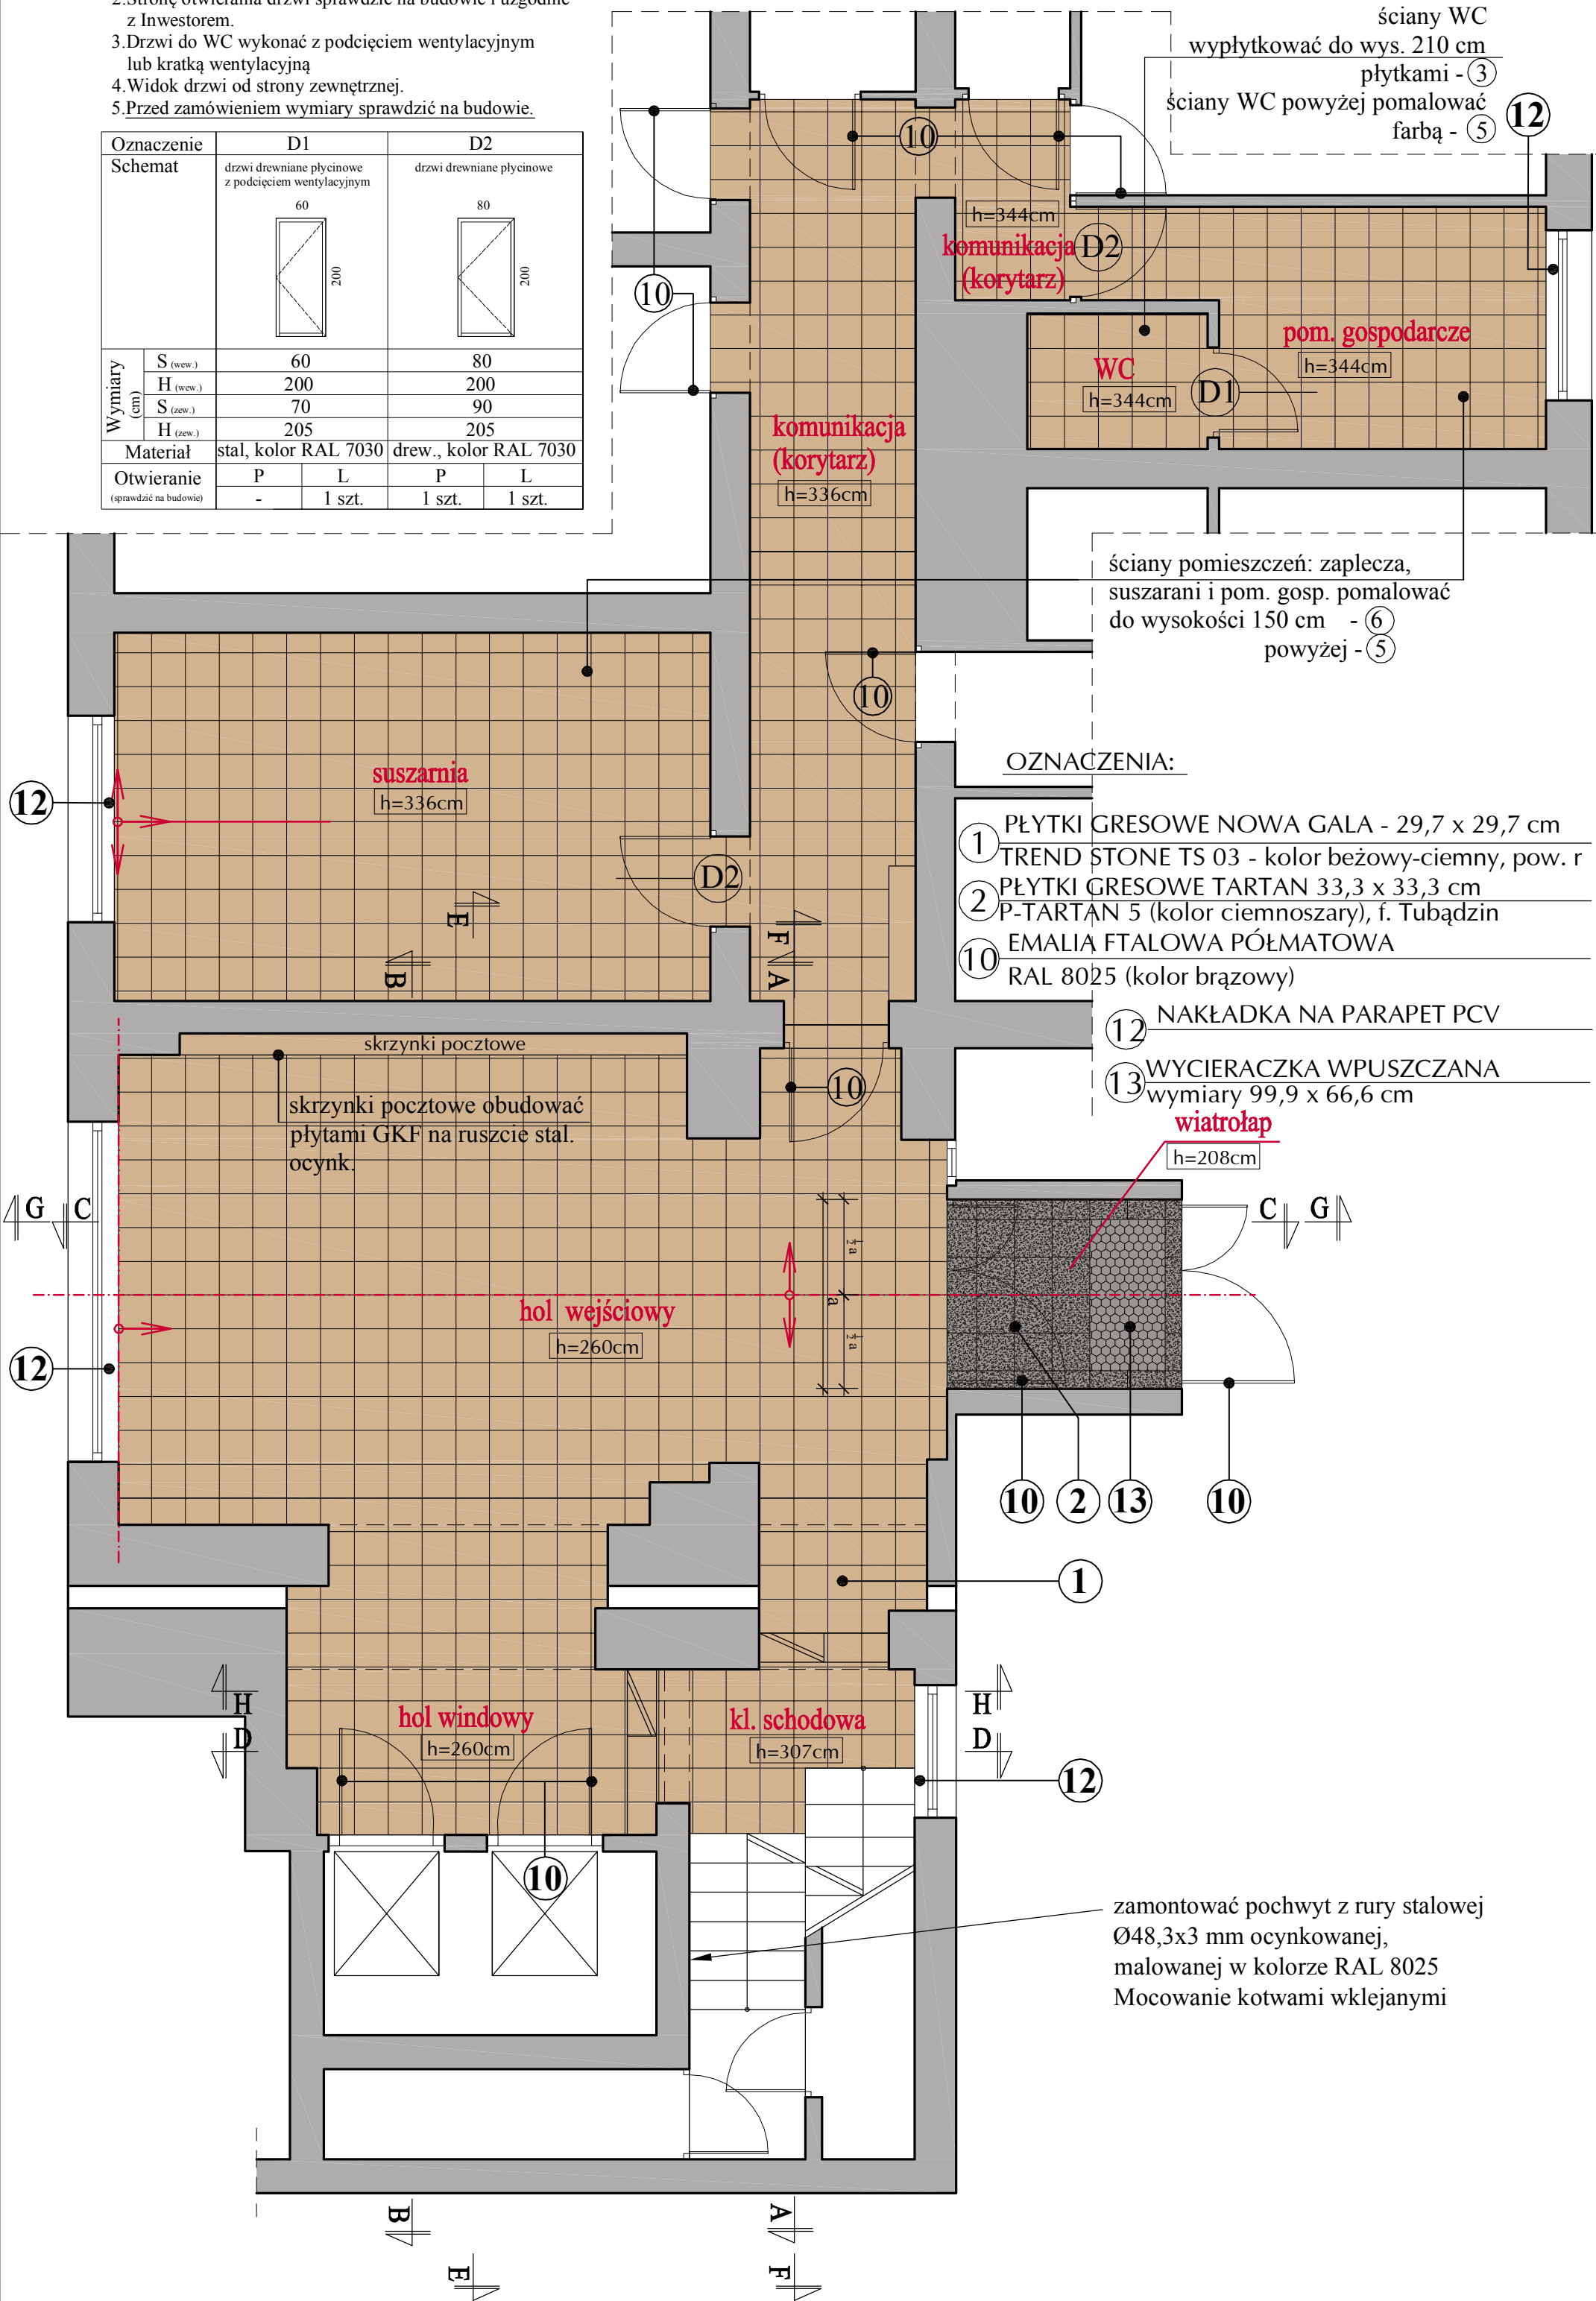 z Inwestorem.
3.Drzwi do WC wykonać z podcięciem wentylacyjnym
lub kratką wentylacyjną
4.Widok drzwi od strony zewnętrznej.
5.Przed zamówieniem wymiary sprawdzić na budowie.
Oznaczenie D1 D2
Schemat
drzwi drewniane płycinowe
z podcięciem wentylacyjnym
drzwi drewniane płycinowe
60 80
200 200
Wymiary
(cm)
S (wew.) 60 80
H (wew.) 200 200
S (zew.) 70 90
H (zew.) 205 205
Materiał stal, kolor RAL 7030 drew., kolor RAL 7030
Otwieranie P L P L
(sprawdzić na budowie) - 1 szt. 1 szt. 1 szt.
ściany WC
wypłytkować do wys. 210 cm
płytkami - 3
ściany WC powyżej pomalować
farbą - 5
12
10
10
h=344cm
komunikacja
(korytarz)
D2
pom. gospodarcze
h=344cm
WC
h=344cm
D1
komunikacja
(korytarz)
h=336cm
ściany pomieszczeń: zaplecza,
suszarani i pom. gosp. pomalować
do wysokości 150 cm - 6
powyżej - 5
10
suszarnia
h=336cm
12
D2
E
B
F
A
OZNACZENIA:
1 PŁYTKI GRESOWE NOWA GALA - 29,7 x 29,7 cm
TREND STONE TS 03 - kolor beżowy-ciemny, pow. r
2 PŁYTKI GRESOWE TARTAN 33,3 x 33,3 cm
P-TARTAN 5 (kolor ciemnoszary), f. Tubądzin
10 EMALIA FTALOWA PÓŁMATOWA
RAL 8025 (kolor brązowy)
12 NAKŁADKA NA PARAPET PCV
13 WYCIERACZKA WPUSZCZANA
wymiary 99,9 x 66,6 cm
skrzynki pocztowe
10
skrzynki pocztowe obudować
płytami GKF na ruszcie stal.
ocynk.
wiatrołap
h=208cm
G C
C G
½a
a
½a
hol wejściowy
h=260cm
12
10 2 13 10
1
H
D
hol windowy
h=260cm
kl. schodowa
h=307cm
H
D
12
10
zamontować pochwyt z rury stalowej
Ø48,3x3 mm ocynkowanej,
malowanej w kolorze RAL 8025
Mocowanie kotwami wklejanymi
B
A
E
F